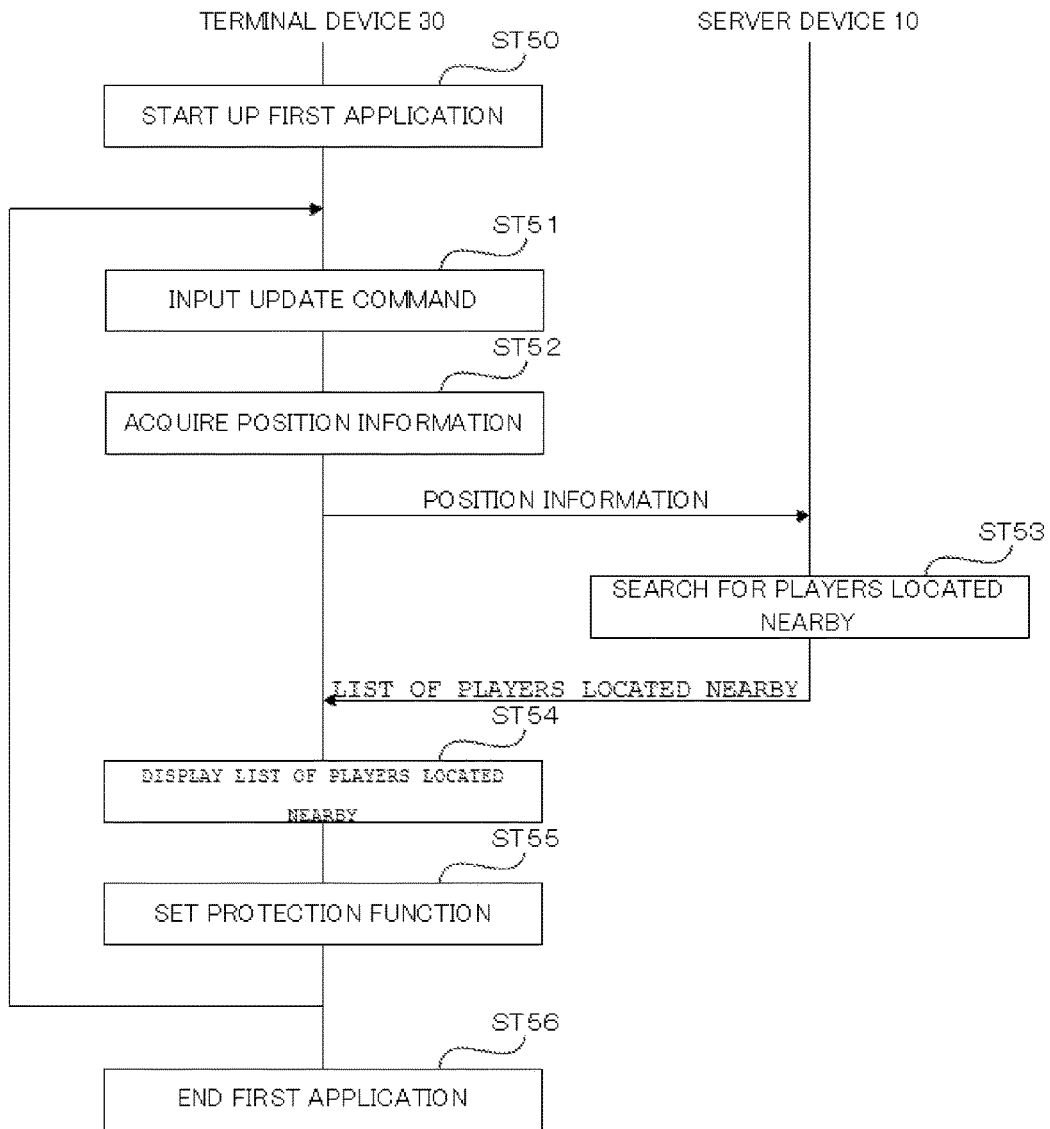 TERMINAL DEVICE 30
SERVER DEVICE 10
ST50
START UP FIRST APPLICATION
ST51
INPUT UPDATE COMMAND
ST52
ACQUIRE POSITION INFORMATION
POSITION INFORMATION
ST53
SEARCH FOR PLAYERS LOCATED
NEARBY
LIST OF PLAYERS LOCATED NEARBY
ST54
DISPLAY LIST OF PLAYERS LOCATED
NEARBY
ST55
SET PROTECTION FUNCTION
ST56
END FIRST APPLICATION